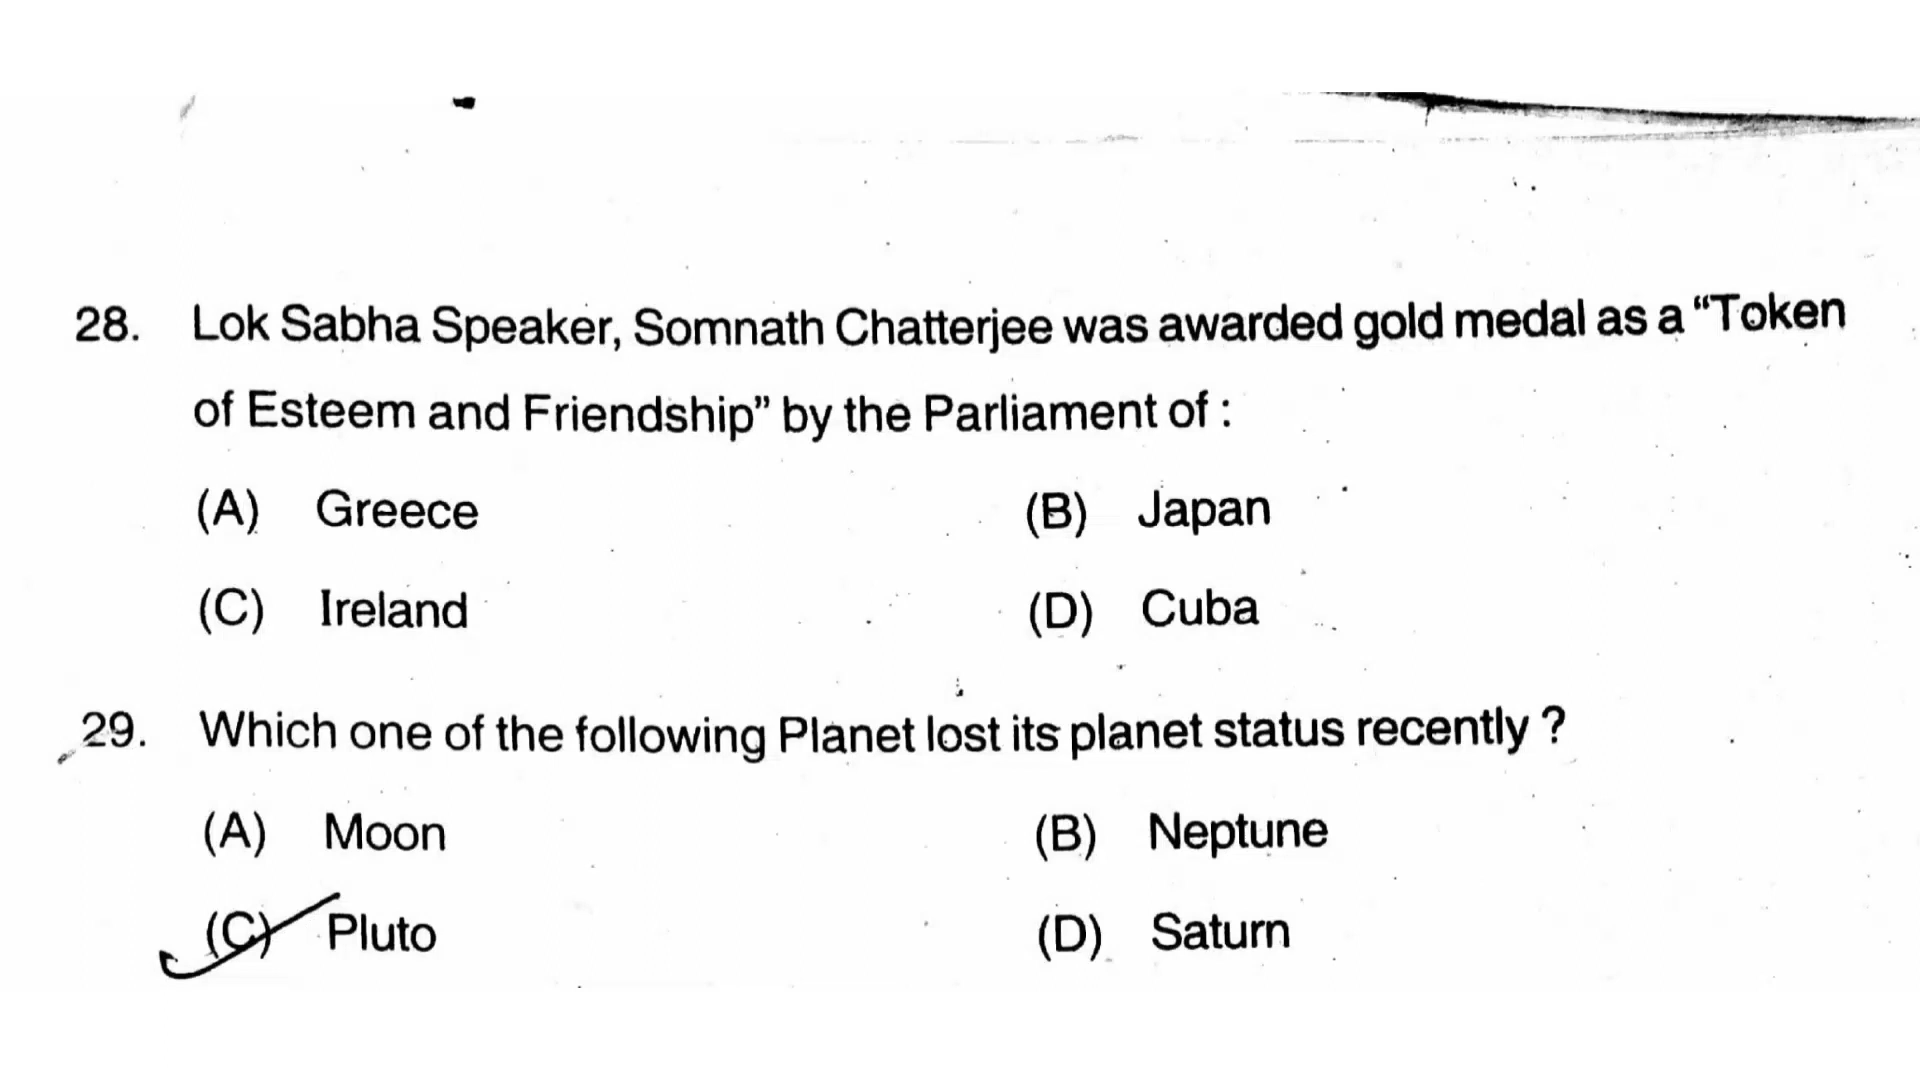 28. Lok Sabha Speaker, Somnath Chatterjee was awarded gold medal as a “Token
of Esteem and Friendship” by the Parliament of :
(A) Greece (B) Japan
(C) Ireland (D) Cuba
29. Which one of the following Planet lost its planet status recently ?
(A) Moon (B) Neptune
(C) Pluto (D) Saturn